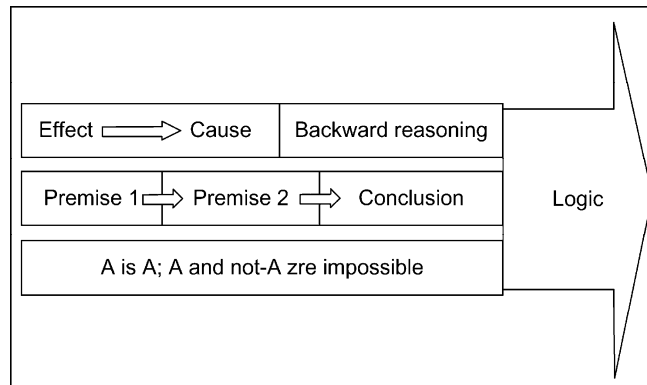 Effect Cause Backward reasoning
Premise 1 Premise 2 Conclusion
Logic
A is A; A and not-A zre impossible